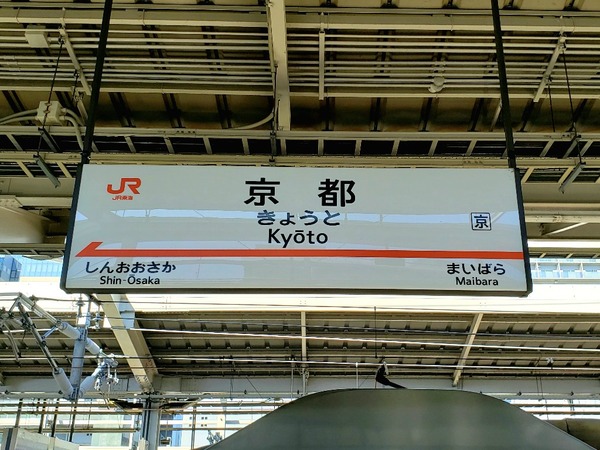 JR
JR東海
京都
きょうと
Kyōto
京
しんおおさか
Shin-Ōsaka
まいばら
Maibara